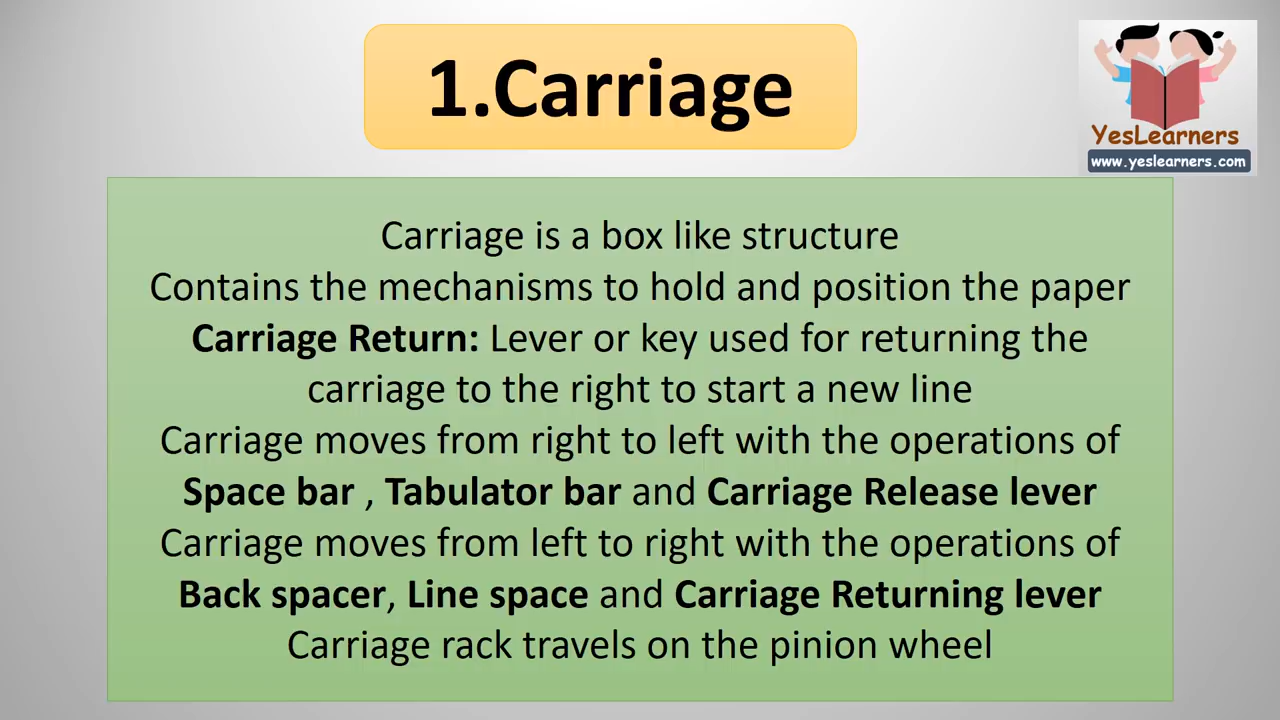 1.Carriage
YesLearners
www.yeslearners.com
Carriage is a box like structure
Contains the mechanisms to hold and position the paper
Carriage Return: Lever or key used for returning the
carriage to the right to start a new line
Carriage moves from right to left with the operations of
Space bar , Tabulator bar and Carriage Release lever
Carriage moves from left to right with the operations of
Back spacer, Line space and Carriage Returning lever
Carriage rack travels on the pinion wheel